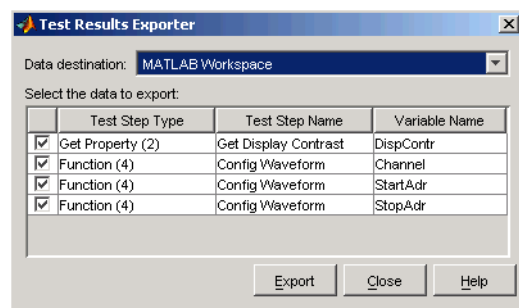 Test Results Exporter
Data destination: MATLAB Workspace
Select the data to export:
Test Step Type Test Step Name Variable Name
Get Property (2) Get Display Contrast DispContr
Function (4) Config Waveform Channel
Function (4) Config Waveform StartAdr
Function (4) Config Waveform StopAdr
Export Close Help